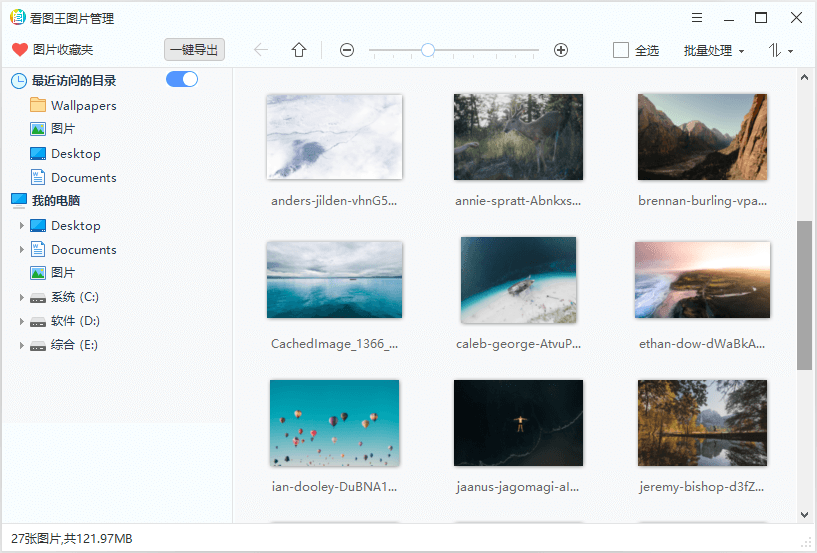 看图王图片管理
图片收藏夹
一键导出
全选
批量处理
最近访问的目录
Wallpapers
图片
Desktop
Documents
我的电脑
Desktop
Documents
图片
系统 (C:)
软件 (D:)
综合 (E:)
anders-jilden-vhnG5...
annie-spratt-Abnkxs...
brennan-burling-vpa...
CachedImage_1366_...
caleb-george-AtvuP...
ethan-dow-dWaBkA...
ian-dooley-DuBNA1...
jaanus-jagomagi-aI...
jeremy-bishop-d3fZ...
27张图片,共121.97MB